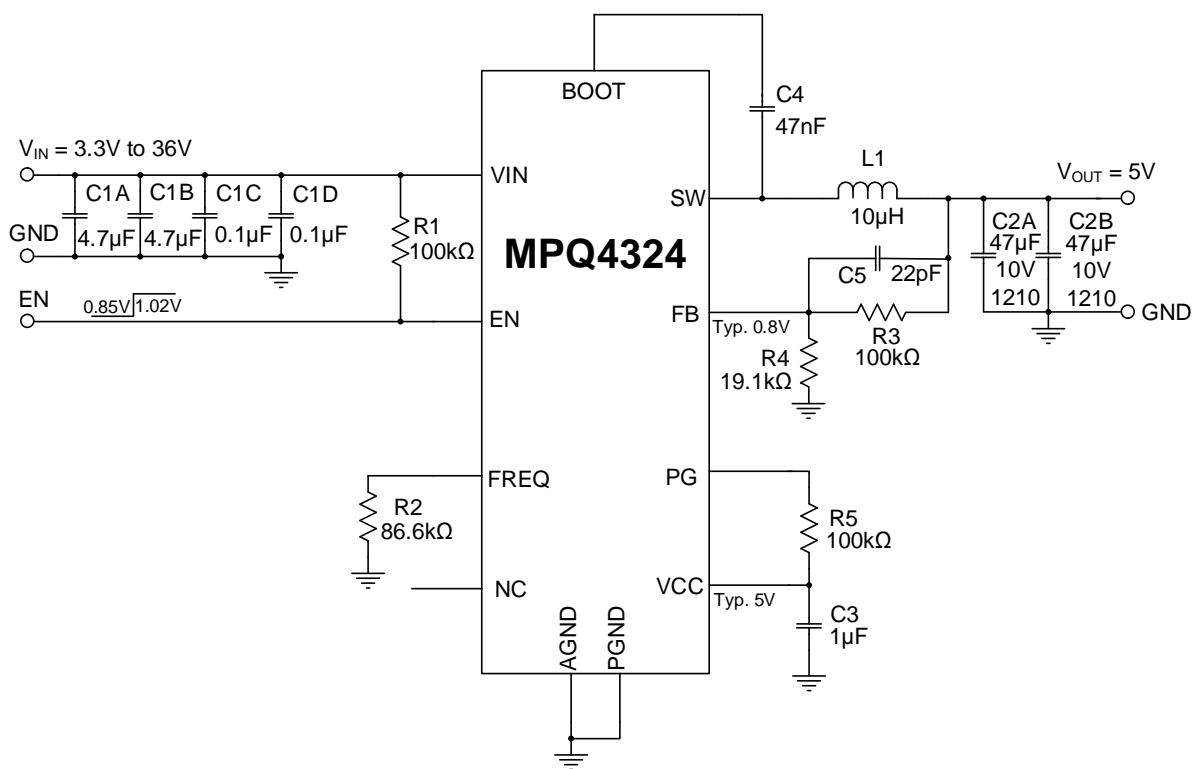 BOOT
C4
47nF
V_IN = 3.3V to 36V
C1A
C1B
C1C
C1D
4.7µF
4.7µF
0.1µF
0.1µF
GND
VIN
R1
100kΩ
MPQ4324
SW
L1
10µH
V_OUT = 5V
C2A
47µF
10V
1210
C2B
47µF
10V
1210
GND
C5
22pF
EN
0.85V
1.02V
EN
FB
Typ. 0.8V
R3
100kΩ
R4
19.1kΩ
FREQ
R2
86.6kΩ
PG
R5
100kΩ
NC
VCC
Typ. 5V
C3
1µF
AGND
PGND